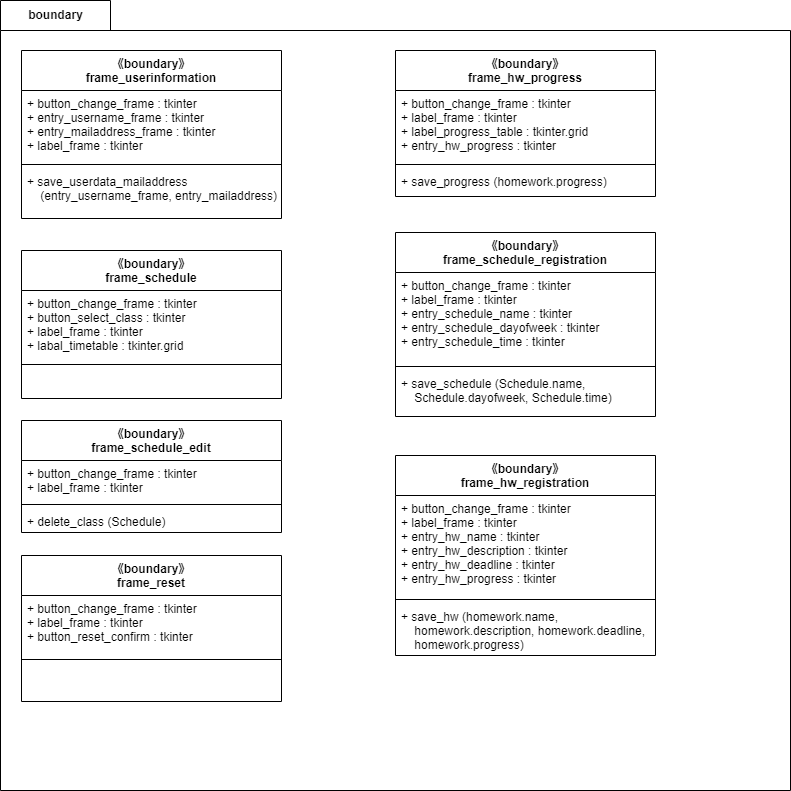 boundary
《boundary》
frame_userinformation
+ button_change_frame : tkinter
+ entry_username_frame : tkinter
+ entry_mailaddress_frame : tkinter
+ label_frame : tkinter
+ save_userdata_mailaddress
(entry_username_frame, entry_mailaddress)
《boundary》
frame_schedule
+ button_change_frame : tkinter
+ button_select_class : tkinter
+ label_frame : tkinter
+ labal_timetable : tkinter.grid
《boundary》
frame_schedule_edit
+ button_change_frame : tkinter
+ label_frame : tkinter
+ delete_class (Schedule)
《boundary》
frame_reset
+ button_change_frame : tkinter
+ label_frame : tkinter
+ button_reset_confirm : tkinter
《boundary》
frame_hw_progress
+ button_change_frame : tkinter
+ label_frame : tkinter
+ label_progress_table : tkinter.grid
+ entry_hw_progress : tkinter
+ save_progress (homework.progress)
《boundary》
frame_schedule_registration
+ button_change_frame : tkinter
+ label_frame : tkinter
+ entry_schedule_name : tkinter
+ entry_schedule_dayofweek : tkinter
+ entry_schedule_time : tkinter
+ save_schedule (Schedule.name,
Schedule.dayofweek, Schedule.time)
《boundary》
frame_hw_registration
+ button_change_frame : tkinter
+ label_frame : tkinter
+ entry_hw_name : tkinter
+ entry_hw_description : tkinter
+ entry_hw_deadline : tkinter
+ entry_hw_progress : tkinter
+ save_hw (homework.name,
homework.description, homework.deadline,
homework.progress)